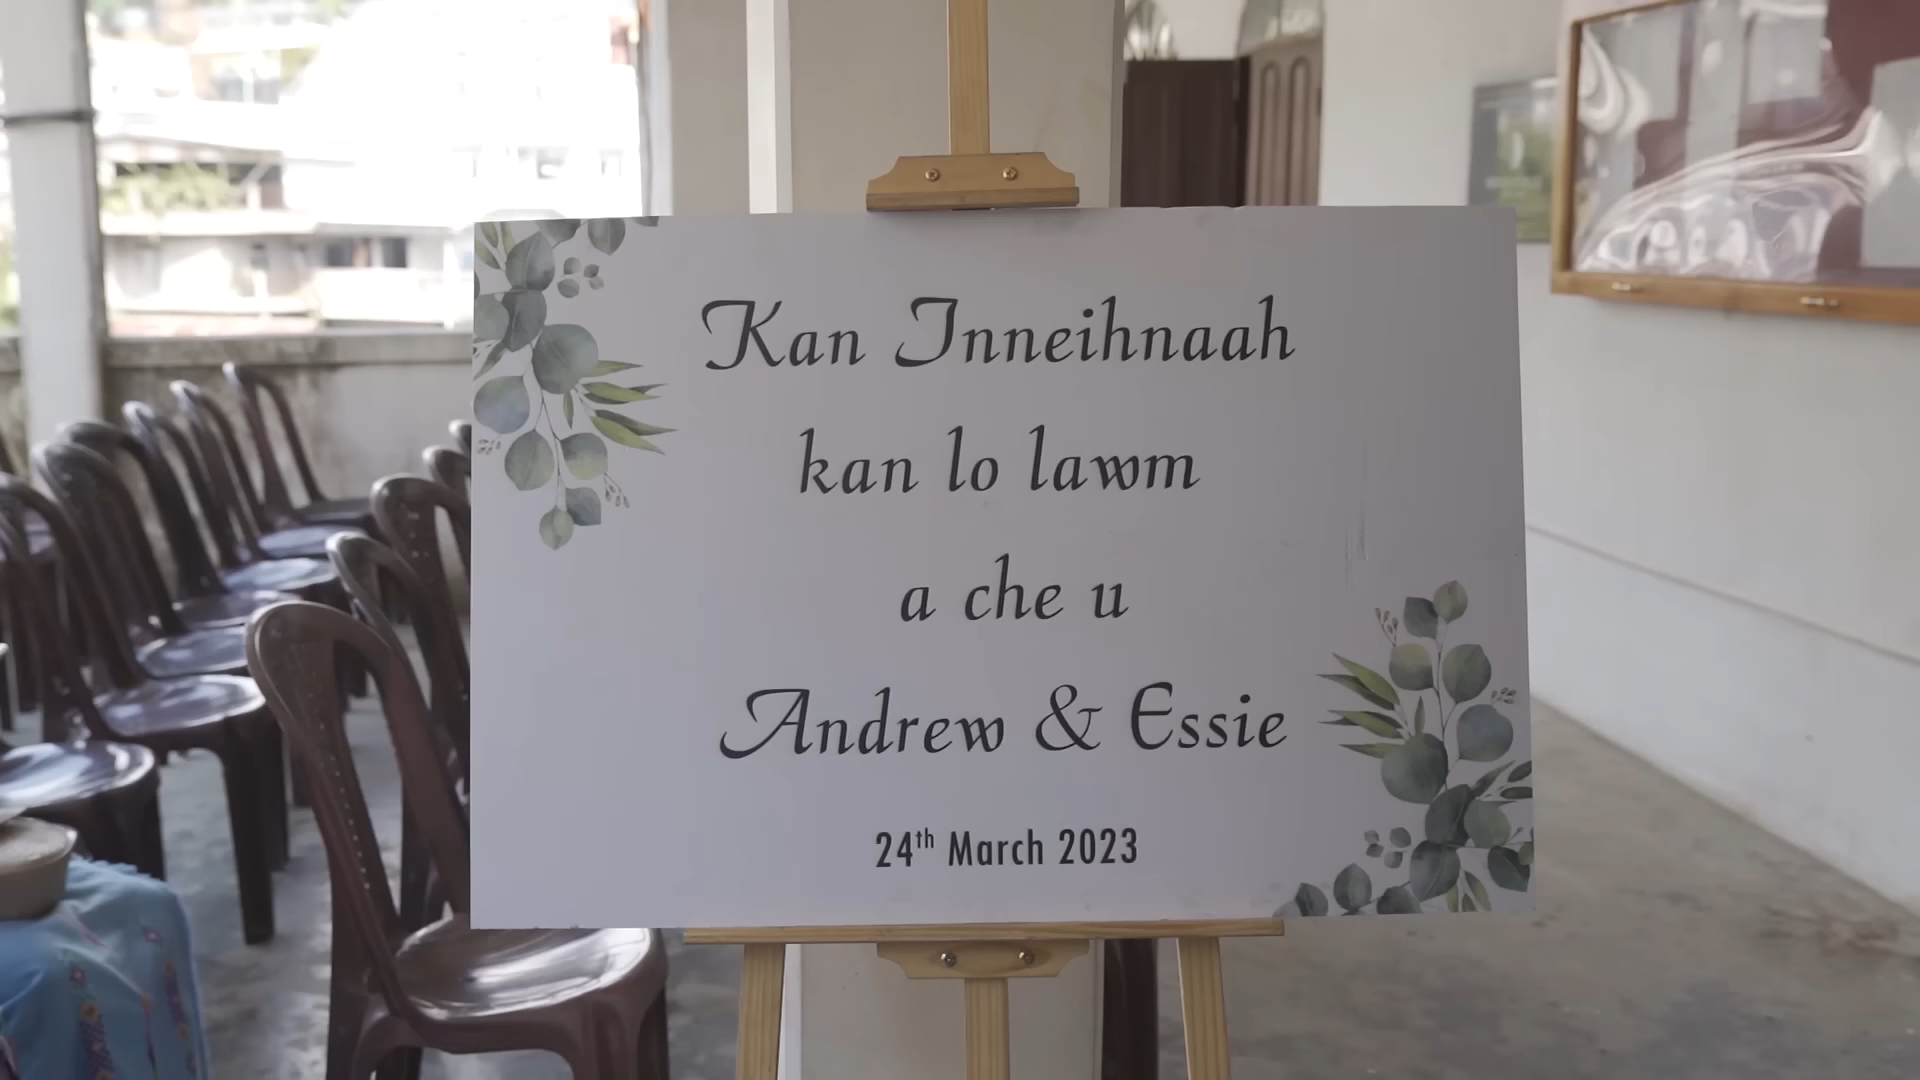 Kan Inneihnaah
kan lo lawm
a che u
Andrew & Essie
24th March 2023